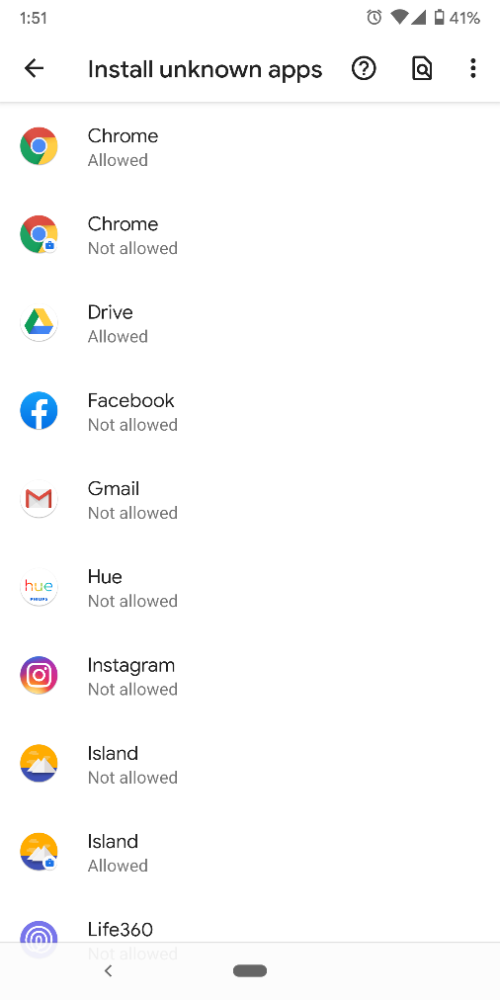 1:51
41%
Install unknown apps
Chrome
Allowed
Chrome
Not allowed
Drive
Allowed
Facebook
Not allowed
Gmail
Not allowed
hue
PHILIPS
Hue
Not allowed
Instagram
Not allowed
Island
Not allowed
Island
Allowed
Life360
Not allowed